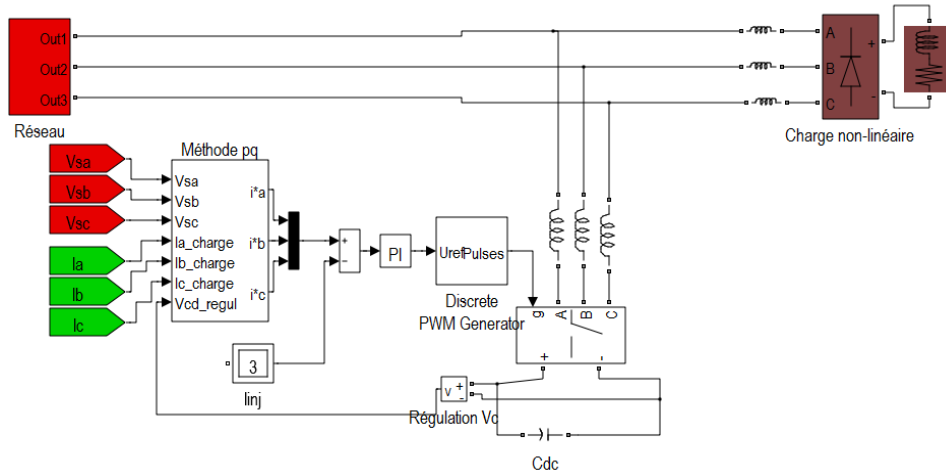 Out1
Out2
Out3
Réseau
A
B
C
+
-
Charge non-linéaire
Méthode pq
Vsa
Vsb
Vsc
Ia
Ib
Ic
Vsa
Vsb
Vsc
Ia_charge
Ib_charge
Ic_charge
Vcd_regul
i*a
i*b
i*c
+
-
PI
Uref Pulses
Discrete
PWM Generator
g
A
B
C
+
-
3
Iinj
v
+
-
Régulation Vc
Cdc